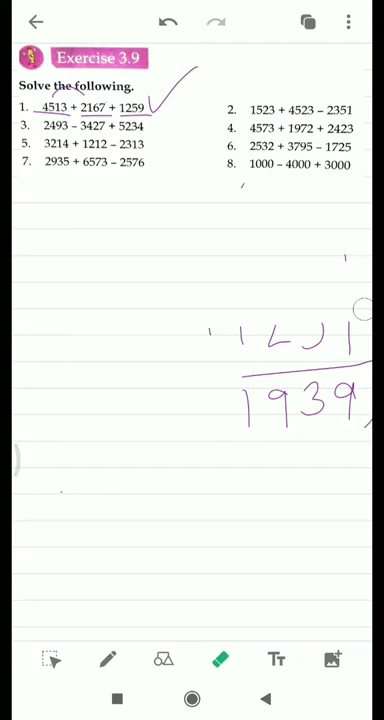 Exercise 3.9
Solve the following.
1. 4513 + 2167 + 1259
2. 1523 + 4523 – 2351
3. 2493 – 3427 + 5234
4. 4573 + 1972 + 2423
5. 3214 + 1212 – 2313
6. 2532 + 3795 – 1725
7. 2935 + 6573 – 2576
8. 1000 – 4000 + 3000
1939
TT